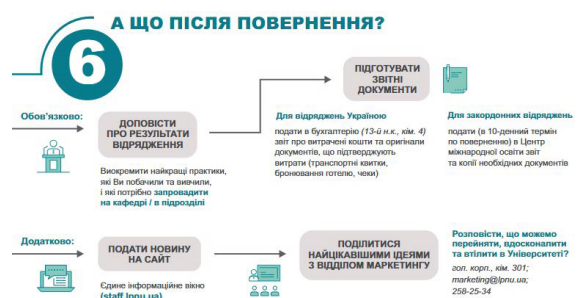 6
А ЩО ПІСЛЯ ПОВЕРНЕННЯ?
Обов'язково:
ДОПОВІСТИ
ПРО РЕЗУЛЬТАТИ
ВІДРЯДЖЕННЯ
Виокремити найкращі практики,
які Ви побачили та вивчили,
і які потрібно запровадити
на кафедрі / в підрозділі
ПІДГОТУВАТИ
ЗВІТНІ
ДОКУМЕНТИ
Для відряджень Україною
подати в бухгалтерію (13-й н.к., кім. 4)
звіт про витрачені кошти та оригінали
документів, що підтверджують
витрати (транспортні квитки,
бронювання готелю, чеки)
Для закордонних відряджень
подати (в 10-денний термін
по поверненню) в Центр
міжнародної освіти звіт
та копії необхідних документів
Додатково:
ПОДАТИ НОВИНУ
НА САЙТ
Єдине інформаційне вікно
(staff.lpnu.ua)
ПОДІЛИТИСЯ
НАЙЦІКАВІШИМИ ІДЕЯМИ
З ВІДДІЛОМ МАРКЕТИНГУ
Розповісти, що можемо
перейняти, вдосконалити
та втілити в Університеті?
гол. корп., кім. 301;
marketing@lpnu.ua;
258-25-34